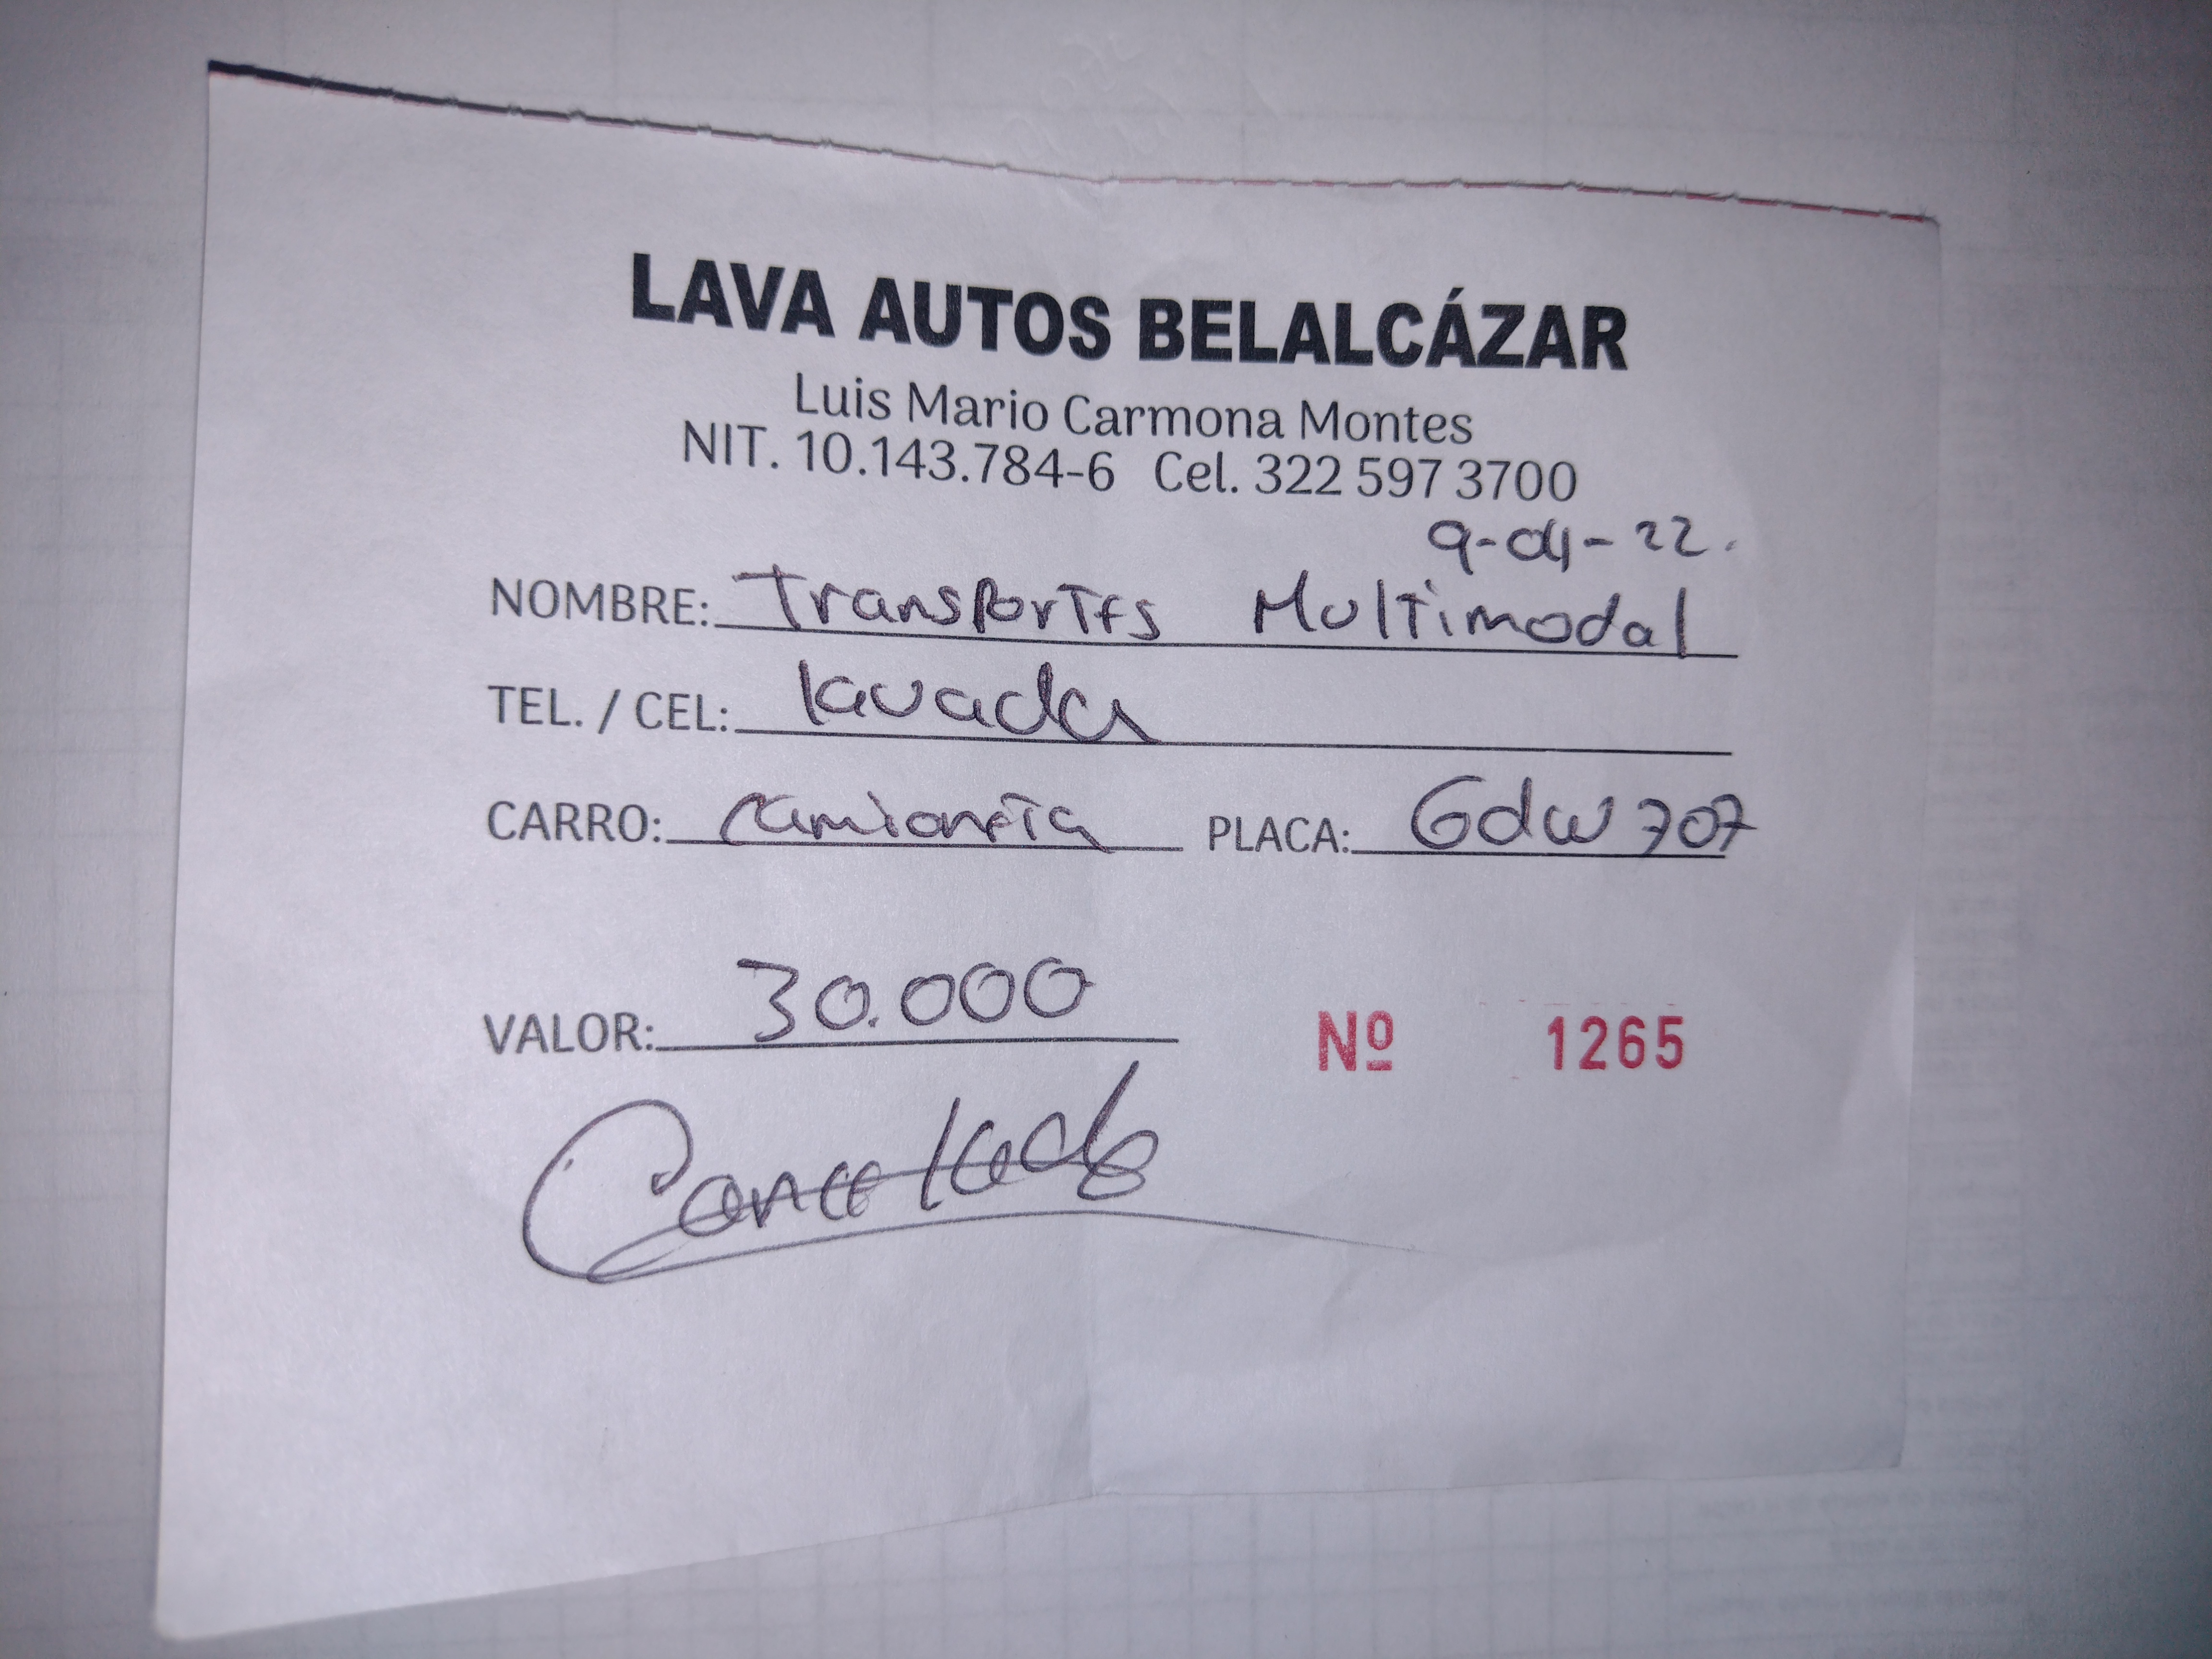 LAVA AUTOS BELALCÁZAR
Luis Mario Carmona Montes
NIT. 10.143.784-6 Cel. 322 597 3700
9-04-22.
NOMBRE: Transportes Multimodal
TEL. / CEL: lavada
CARRO: camioneta PLACA: Gdw 707
VALOR: 30.000 Nº 1265
Cancelado